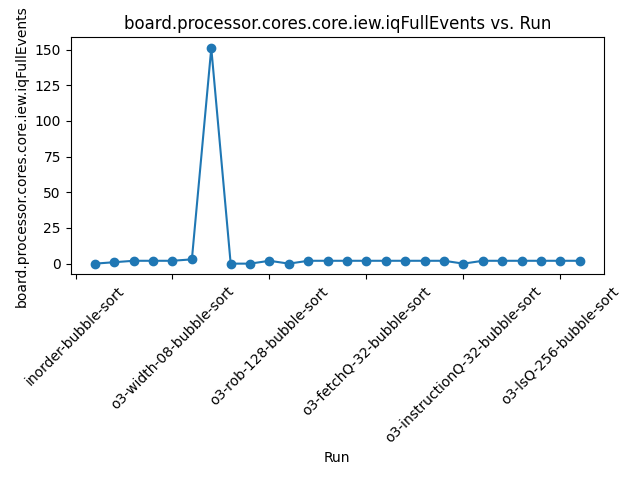 board.processor.cores.core.iew.iqFullEvents vs. Run
board.processor.cores.core.iew.iqFullEvents
150
125
100
75
50
25
0
inorder-bubble-sort
o3-width-08-bubble-sort
o3-rob-128-bubble-sort
o3-fetchQ-32-bubble-sort
o3-instructionQ-32-bubble-sort
o3-lsQ-256-bubble-sort
Run